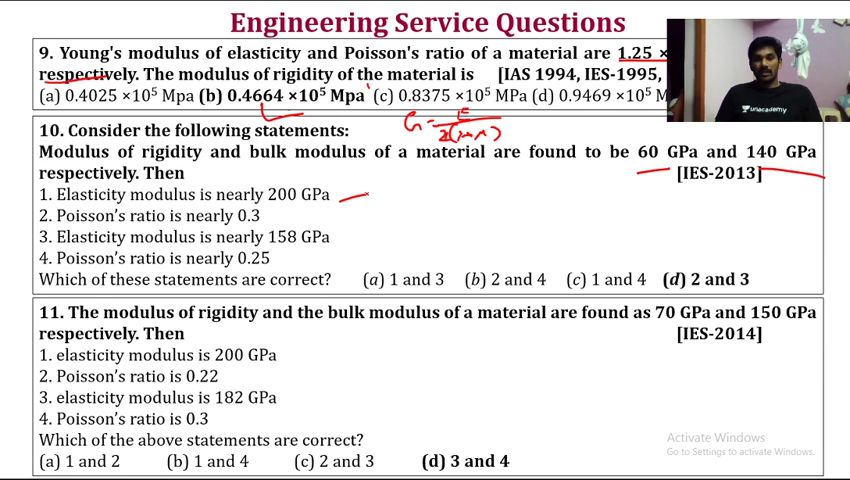 Engineering Service Questions
9. Young's modulus of elasticity and Poisson's ratio of a material are 1.25 ×
respectively. The modulus of rigidity of the material is [IAS 1994, IES-1995,
(a) 0.4025 ×10⁵ Mpa (b) 0.4664 ×10⁵ Mpa (c) 0.8375 ×10⁵ MPa (d) 0.9469 ×10⁵ M
unacademy
G = E
10. Consider the following statements:
Modulus of rigidity and bulk modulus of a material are found to be 60 GPa and 140 GPa
respectively. Then [IES-2013]
1. Elasticity modulus is nearly 200 GPa
2. Poisson's ratio is nearly 0.3
3. Elasticity modulus is nearly 158 GPa
4. Poisson's ratio is nearly 0.25
Which of these statements are correct? (a) 1 and 3 (b) 2 and 4 (c) 1 and 4 (d) 2 and 3
11. The modulus of rigidity and the bulk modulus of a material are found as 70 GPa and 150 GPa
respectively. Then [IES-2014]
1. elasticity modulus is 200 GPa
2. Poisson's ratio is 0.22
3. elasticity modulus is 182 GPa
4. Poisson's ratio is 0.3
Which of the above statements are correct?
(a) 1 and 2 (b) 1 and 4 (c) 2 and 3 (d) 3 and 4
Activate Windows
Go to Settings to activate Windows.